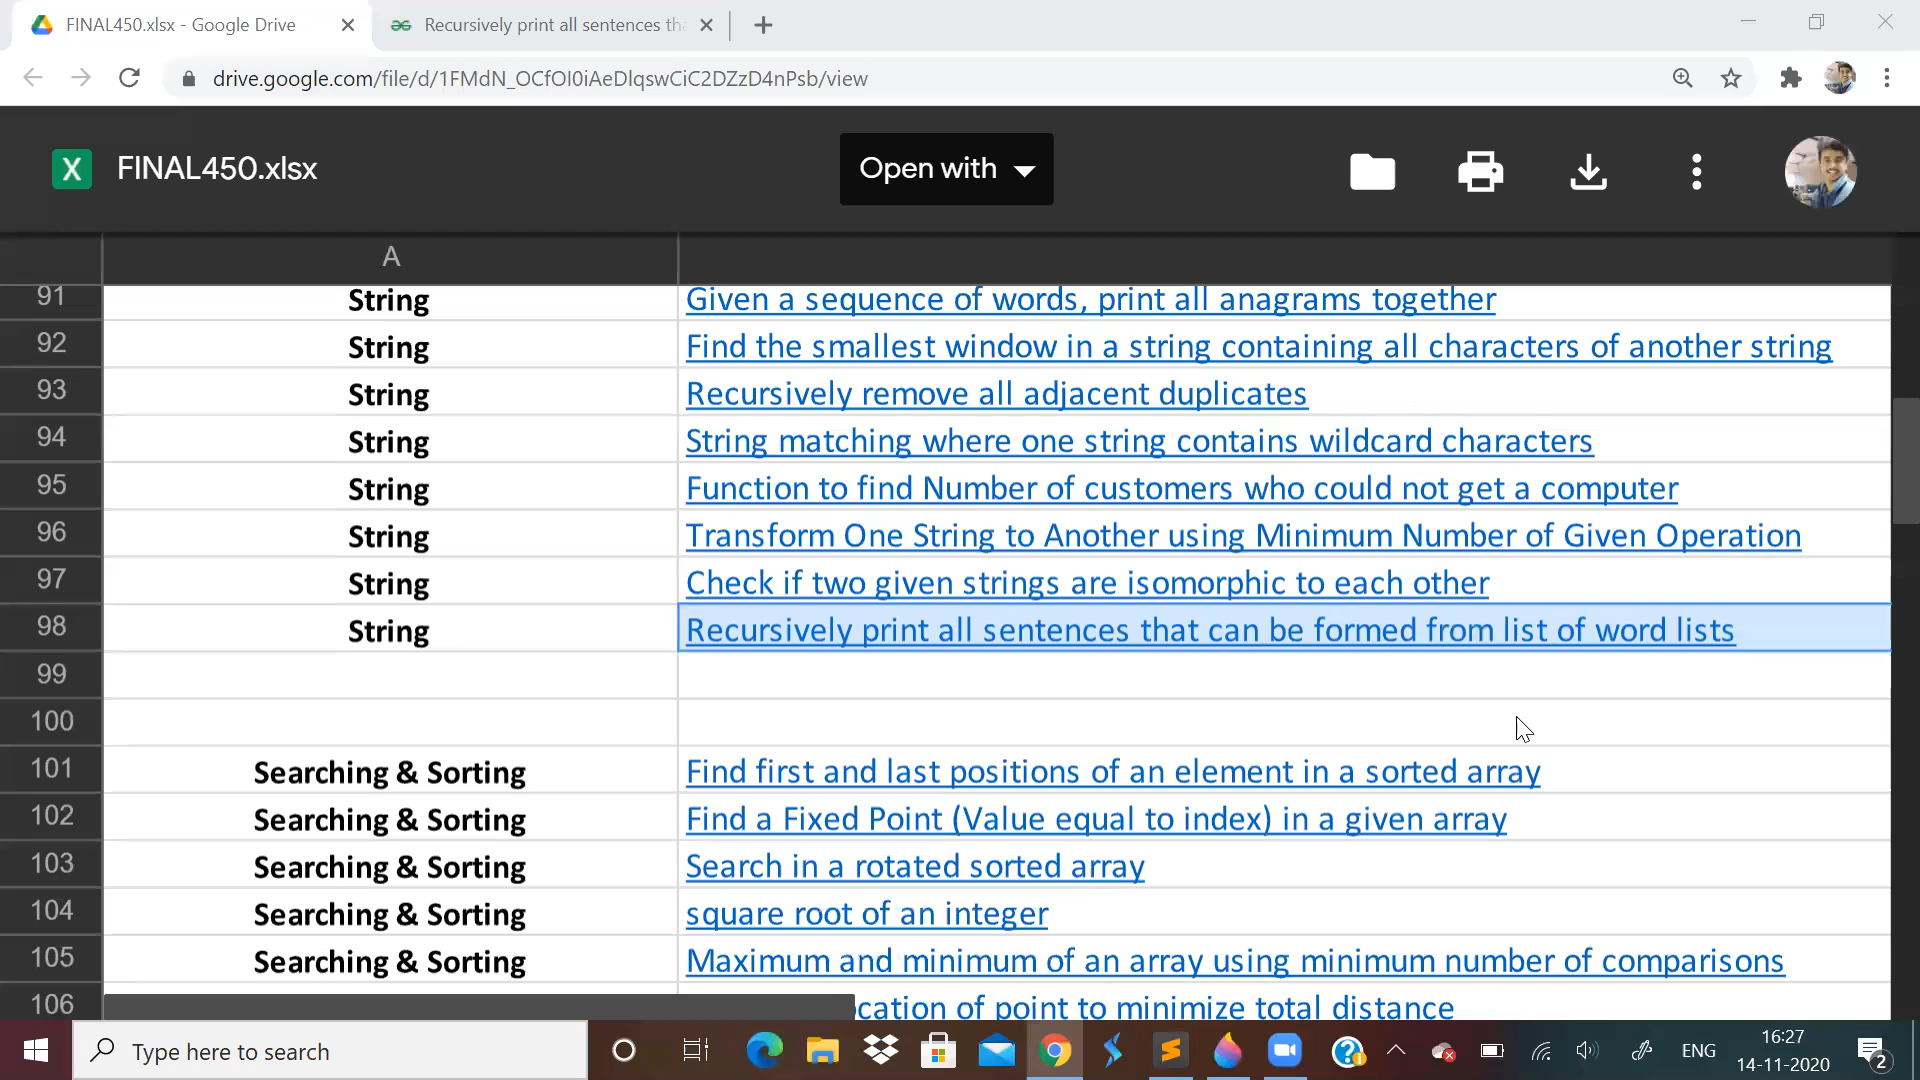 FINAL450.xlsx - Google Drive
Recursively print all sentences th
drive.google.com/file/d/1FMdN_OCfOI0iAeDlqswCiC2DZzD4nPsb/view
X FINAL450.xlsx
Open with
A
91 String Given a sequence of words, print all anagrams together
92 String Find the smallest window in a string containing all characters of another string
93 String Recursively remove all adjacent duplicates
94 String String matching where one string contains wildcard characters
95 String Function to find Number of customers who could not get a computer
96 String Transform One String to Another using Minimum Number of Given Operation
97 String Check if two given strings are isomorphic to each other
98 String Recursively print all sentences that can be formed from list of word lists
99
100
101 Searching & Sorting Find first and last positions of an element in a sorted array
102 Searching & Sorting Find a Fixed Point (Value equal to index) in a given array
103 Searching & Sorting Search in a rotated sorted array
104 Searching & Sorting square root of an integer
105 Searching & Sorting Maximum and minimum of an array using minimum number of comparisons
106 cation of point to minimize total distance
Type here to search
ENG
16:27
14-11-2020
2